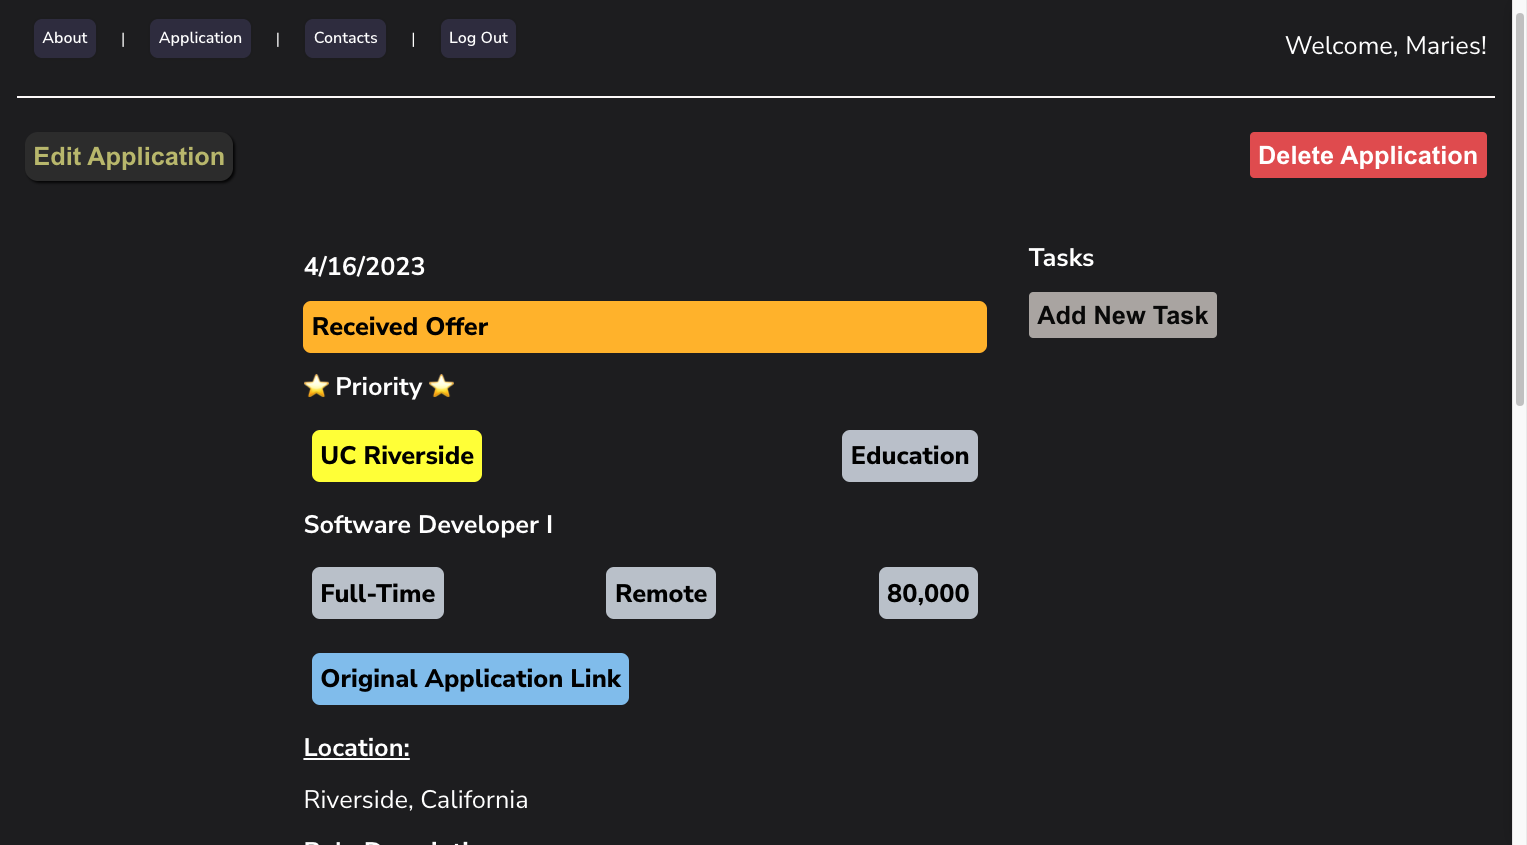 About | Application | Contacts | Log Out
Welcome, Maries!
Edit Application
Delete Application
4/16/2023
Received Offer
⭐ Priority ⭐
UC Riverside
Education
Software Developer I
Full-Time
Remote
80,000
Original Application Link
Location:
Riverside, California
Tasks
Add New Task